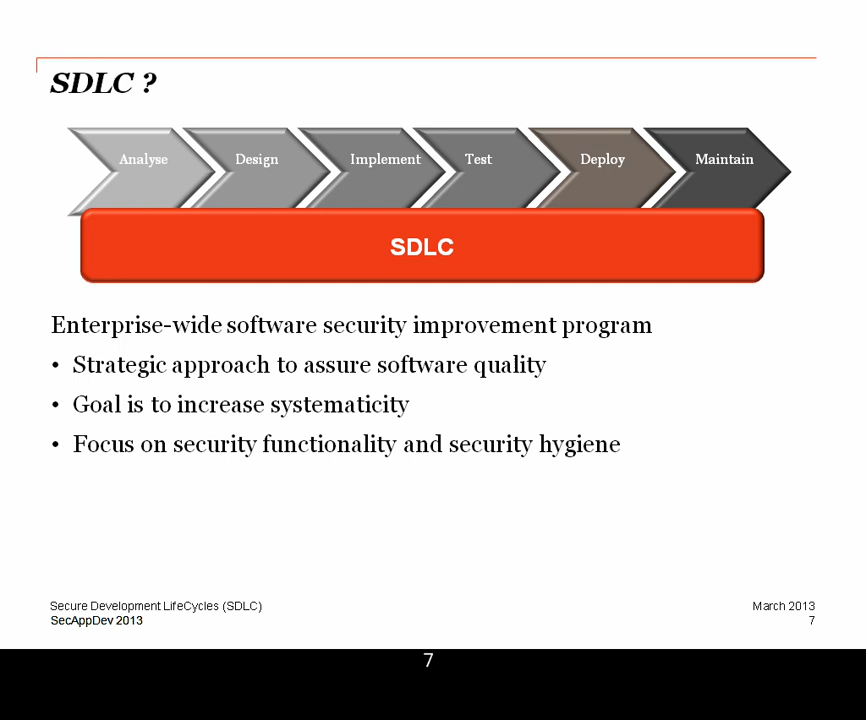 SDLC ?
Analyse
Design
Implement
Test
Deploy
Maintain
SDLC
Enterprise-wide software security improvement program
• Strategic approach to assure software quality
• Goal is to increase systematicity
• Focus on security functionality and security hygiene
Secure Development LifeCycles (SDLC)
SecAppDev 2013
March 2013
7
7